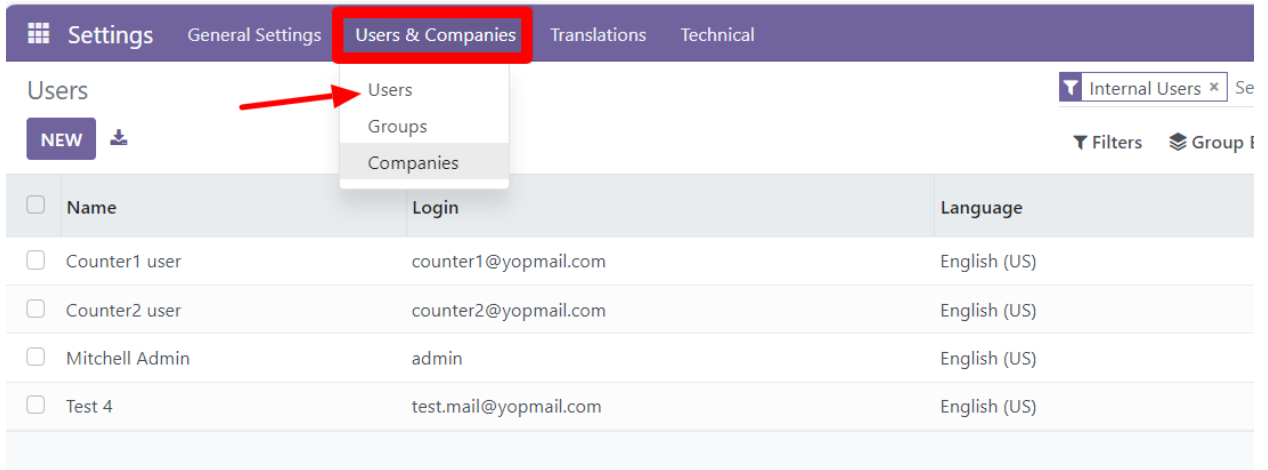 Settings General Settings Users & Companies Translations Technical
Users
Users
Internal Users × Se
Groups
NEW
Filters Group
Companies
Name Login Language
Counter1 user counter1@yopmail.com English (US)
Counter2 user counter2@yopmail.com English (US)
Mitchell Admin admin English (US)
Test 4 test.mail@yopmail.com English (US)